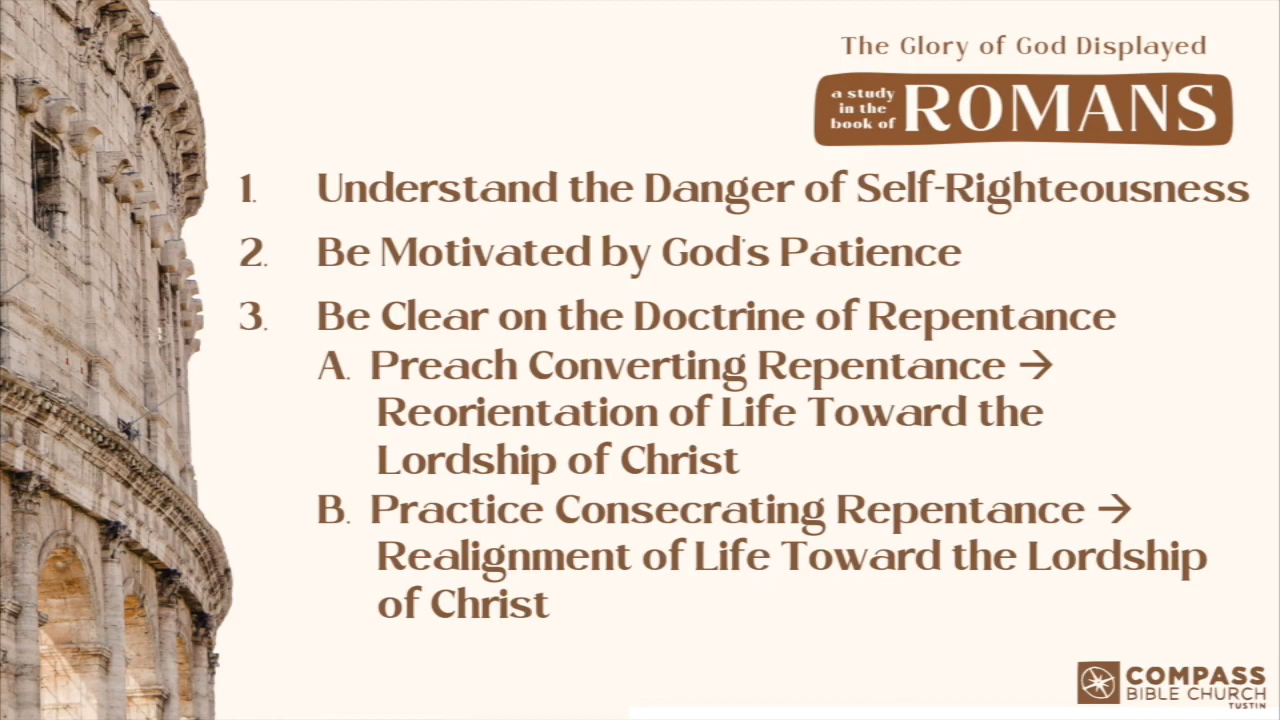 The Glory of God Displayed
a study
in the
book of
ROMANS
1. Understand the Danger of Self-Righteousness
2. Be Motivated by God's Patience
3. Be Clear on the Doctrine of Repentance
A. Preach Converting Repentance →
Reorientation of Life Toward the
Lordship of Christ
B. Practice Consecrating Repentance →
Realignment of Life Toward the Lordship
of Christ
COMPASS
BIBLE CHURCH
TUSTIN